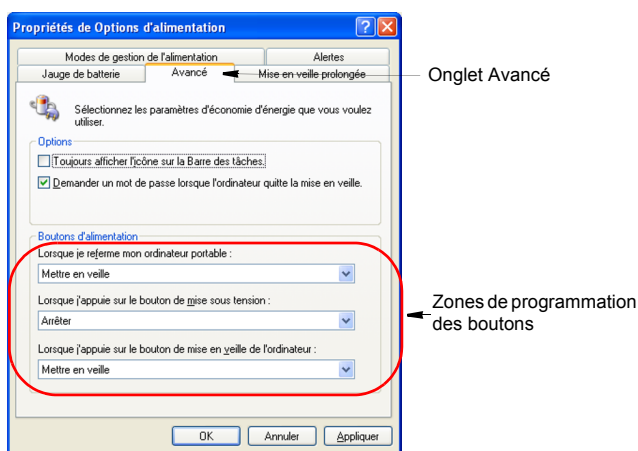 Propriétés de Options d'alimentation
Modes de gestion de l'alimentation
Alertes
Jauge de batterie
Avancé
Mise en veille prolongée
Onglet Avancé
Sélectionnez les paramètres d'économie d'énergie que vous voulez
utiliser.
Options
Toujours afficher l'icône sur la Barre des tâches.
Demander un mot de passe lorsque l'ordinateur quitte la mise en veille.
Boutons d'alimentation
Lorsque je referme mon ordinateur portable :
Mettre en veille
Lorsque j'appuie sur le bouton de mise sous tension :
Arrêter
Zones de programmation
des boutons
Lorsque j'appuie sur le bouton de mise en veille de l'ordinateur :
Mettre en veille
OK
Annuler
Appliquer